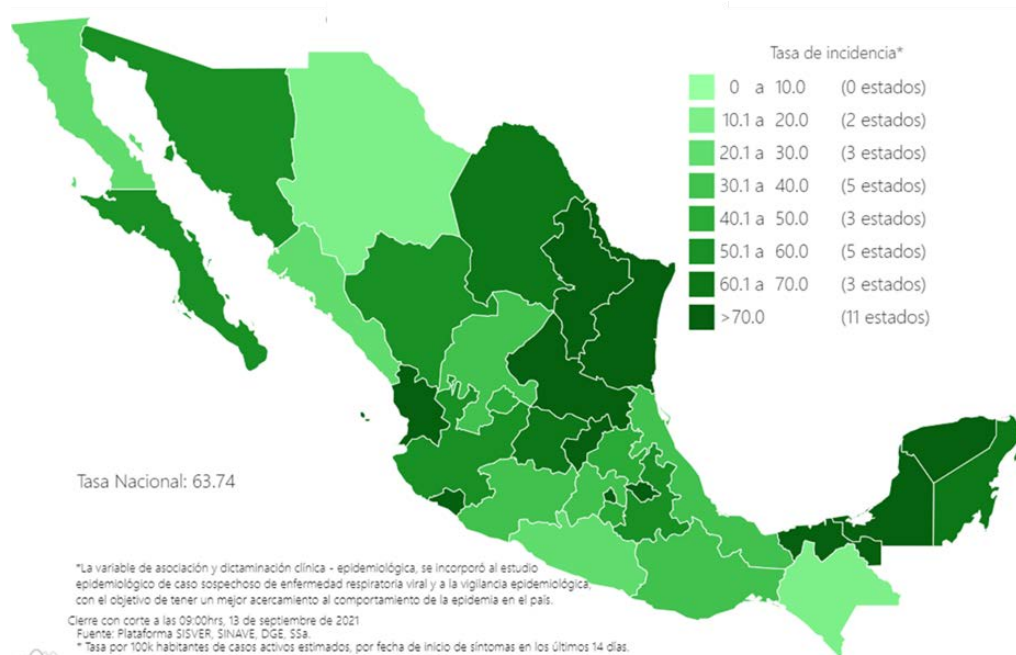 Tasa de incidencia*
0 a 10.0 (0 estados)
10.1 a 20.0 (2 estados)
20.1 a 30.0 (3 estados)
30.1 a 40.0 (5 estados)
40.1 a 50.0 (3 estados)
50.1 a 60.0 (5 estados)
60.1 a 70.0 (3 estados)
>70.0 (11 estados)
Tasa Nacional: 63.74
*La variable de asociación y dictaminación clínica - epidemiológica, se incorporó al estudio
epidemiológico de caso sospechoso de enfermedad respiratoria viral y a la vigilancia epidemiológica,
con el objetivo de tener un mejor acercamiento al comportamiento de la epidemia en el país.
Cierre con corte a las 09:00hrs, 13 de septiembre de 2021
Fuente: Plataforma SISVER, SINAVE, DGE, SSa.
* Tasa por 100k habitantes de casos activos estimados, por fecha de inicio de síntomas en los últimos 14 días.